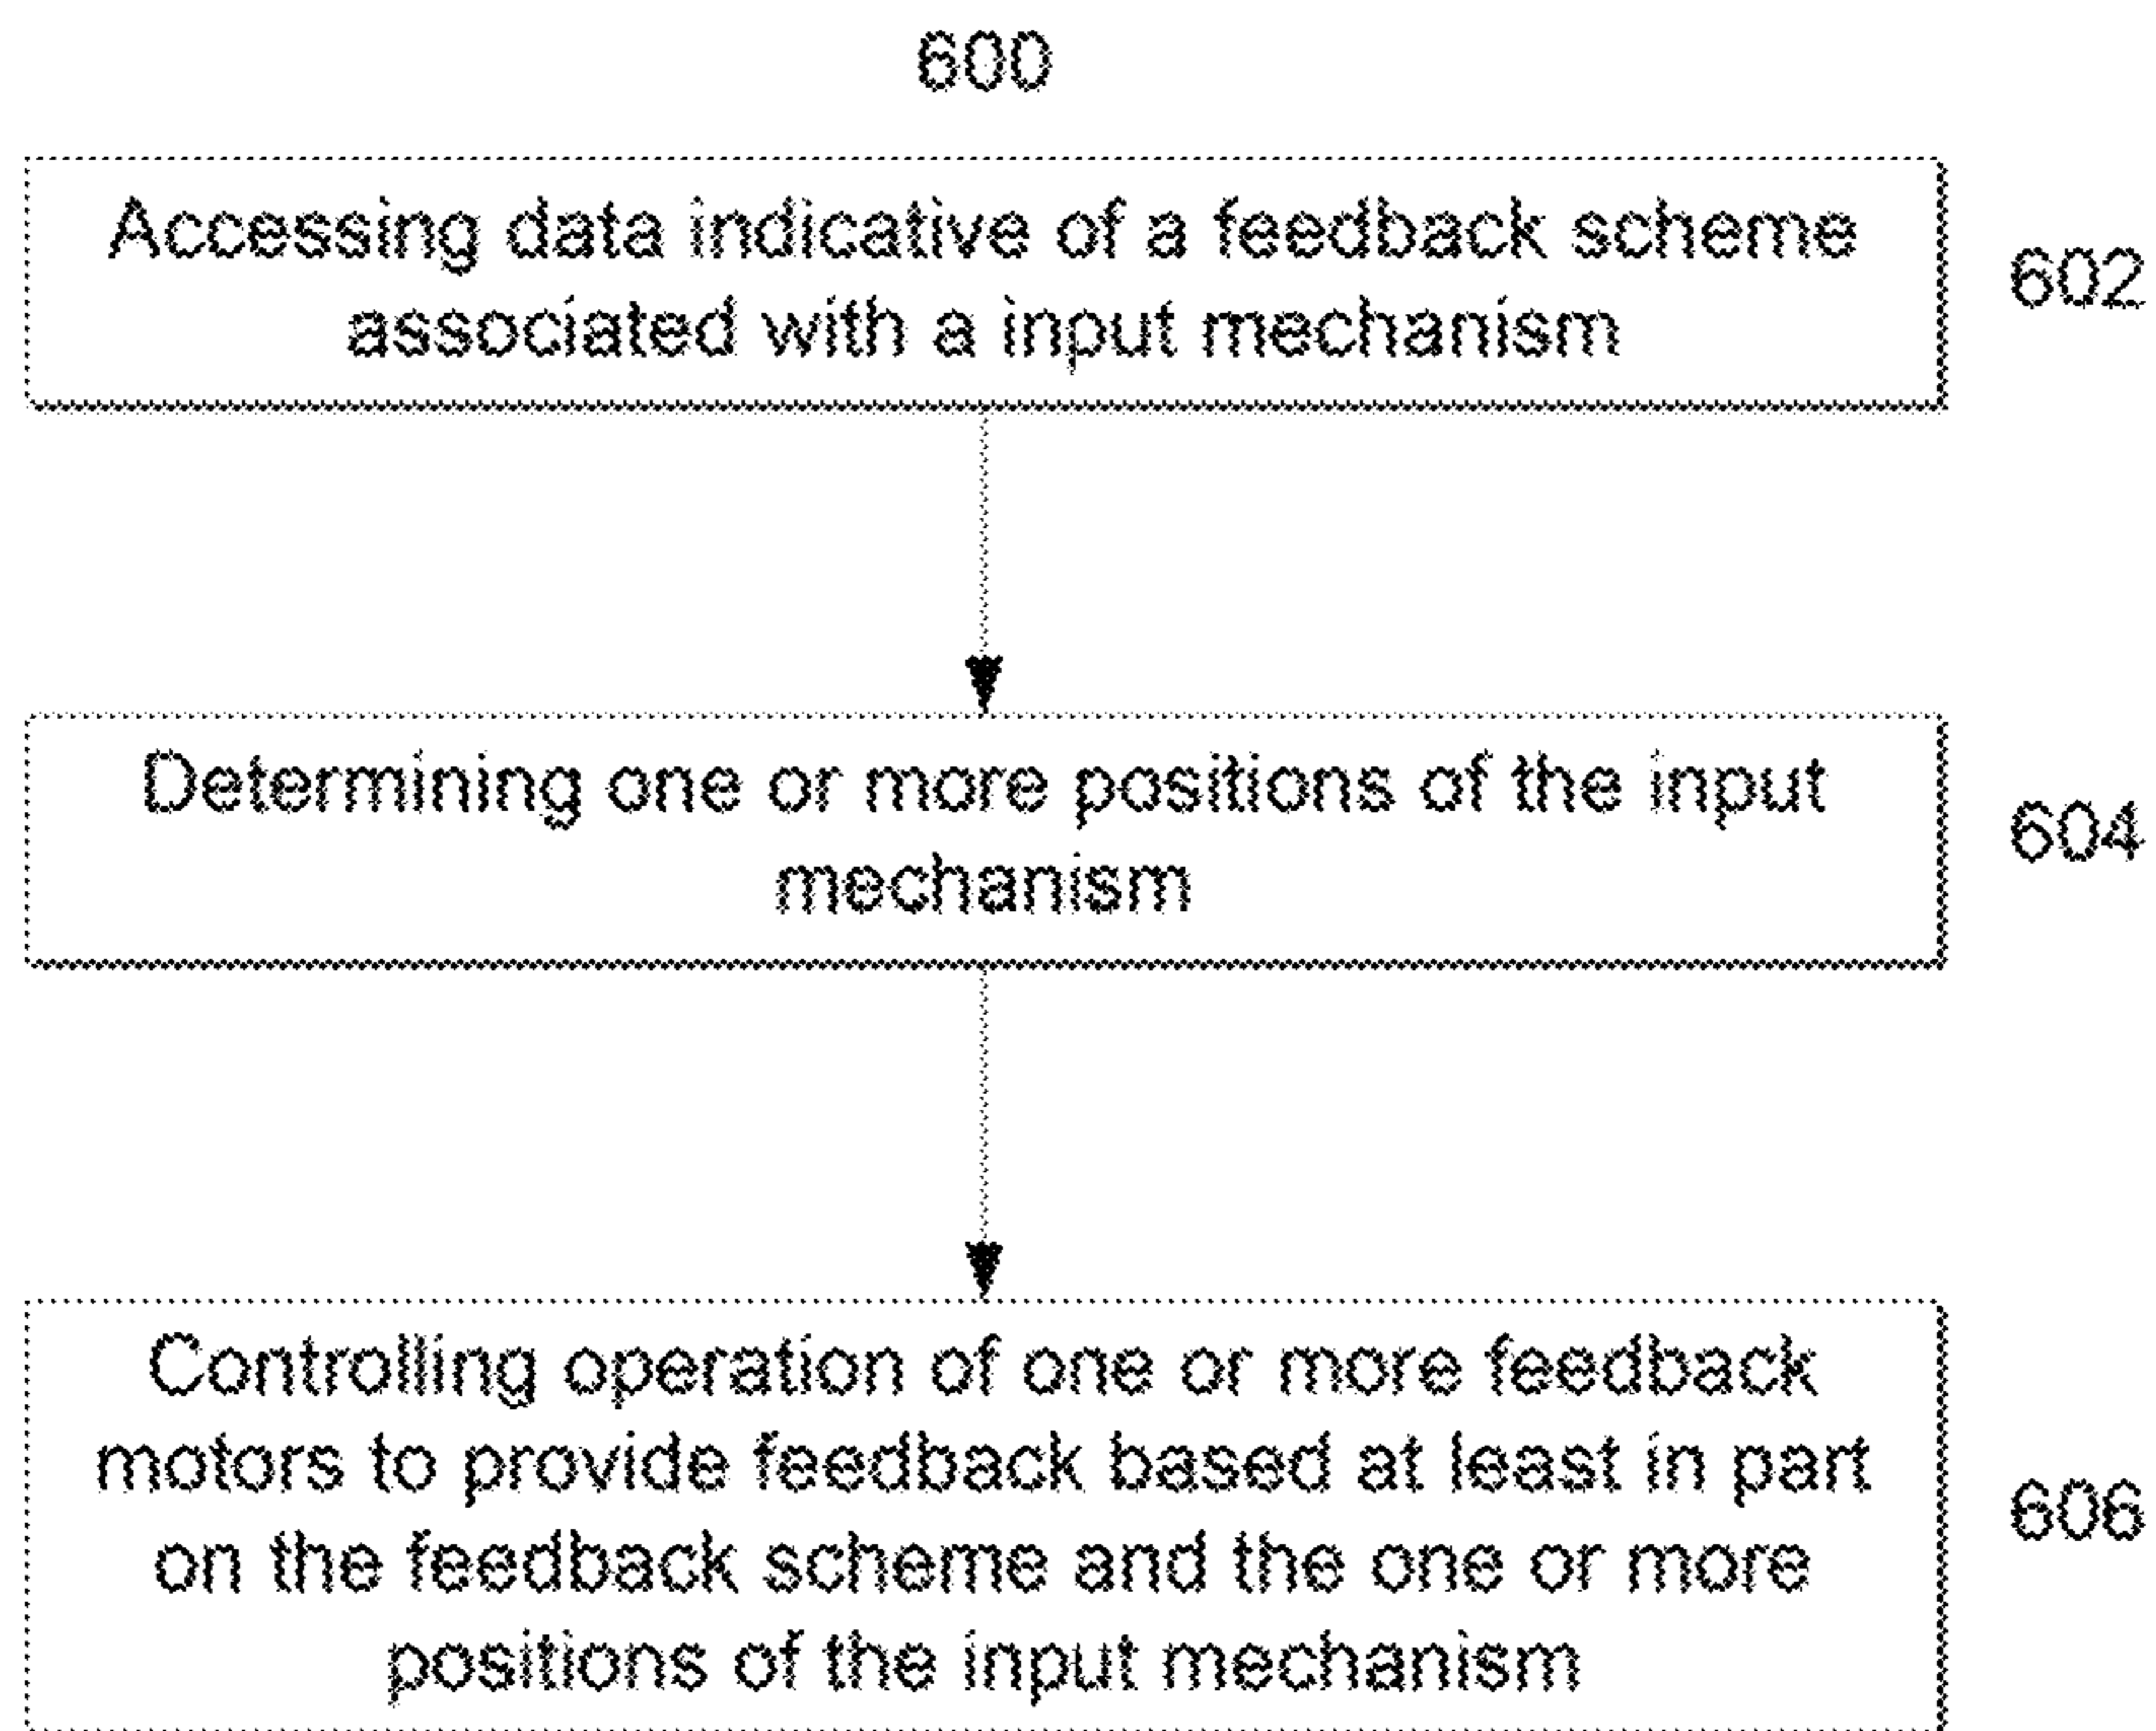 600
Accessing data indicative of a feedback scheme
associated with a input mechanism
602
Determining one or more positions of the input
mechanism
604
Controlling operation of one or more feedback
motors to provide feedback based at least in part
on the feedback scheme and the one or more
positions of the input mechanism
606